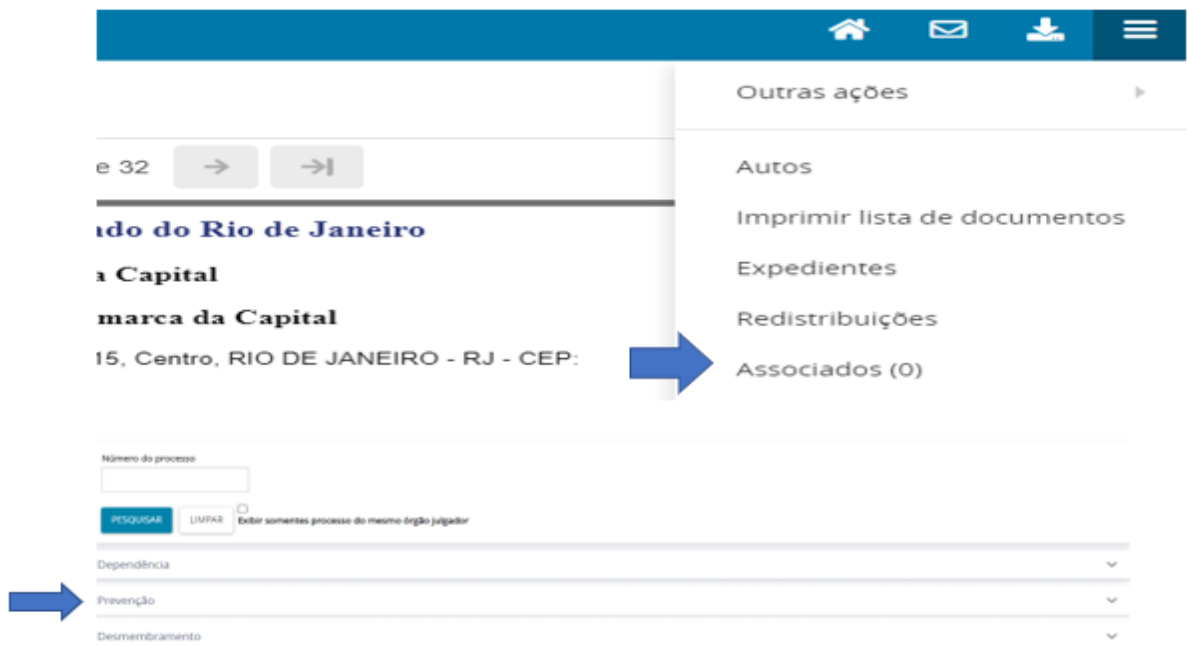 Outras ações
e 32
Autos
Imprimir lista de documentos
ado do Rio de Janeiro
a Capital
Expedientes
marca da Capital
Redistribuições
15, Centro, RIO DE JANEIRO - RJ - CEP:
Associados (0)
Número do processo
PESQUISAR LIMPAR Exibir somentes processo do mesmo órgão julgador
Dependência
Prevenção
Desmembramento